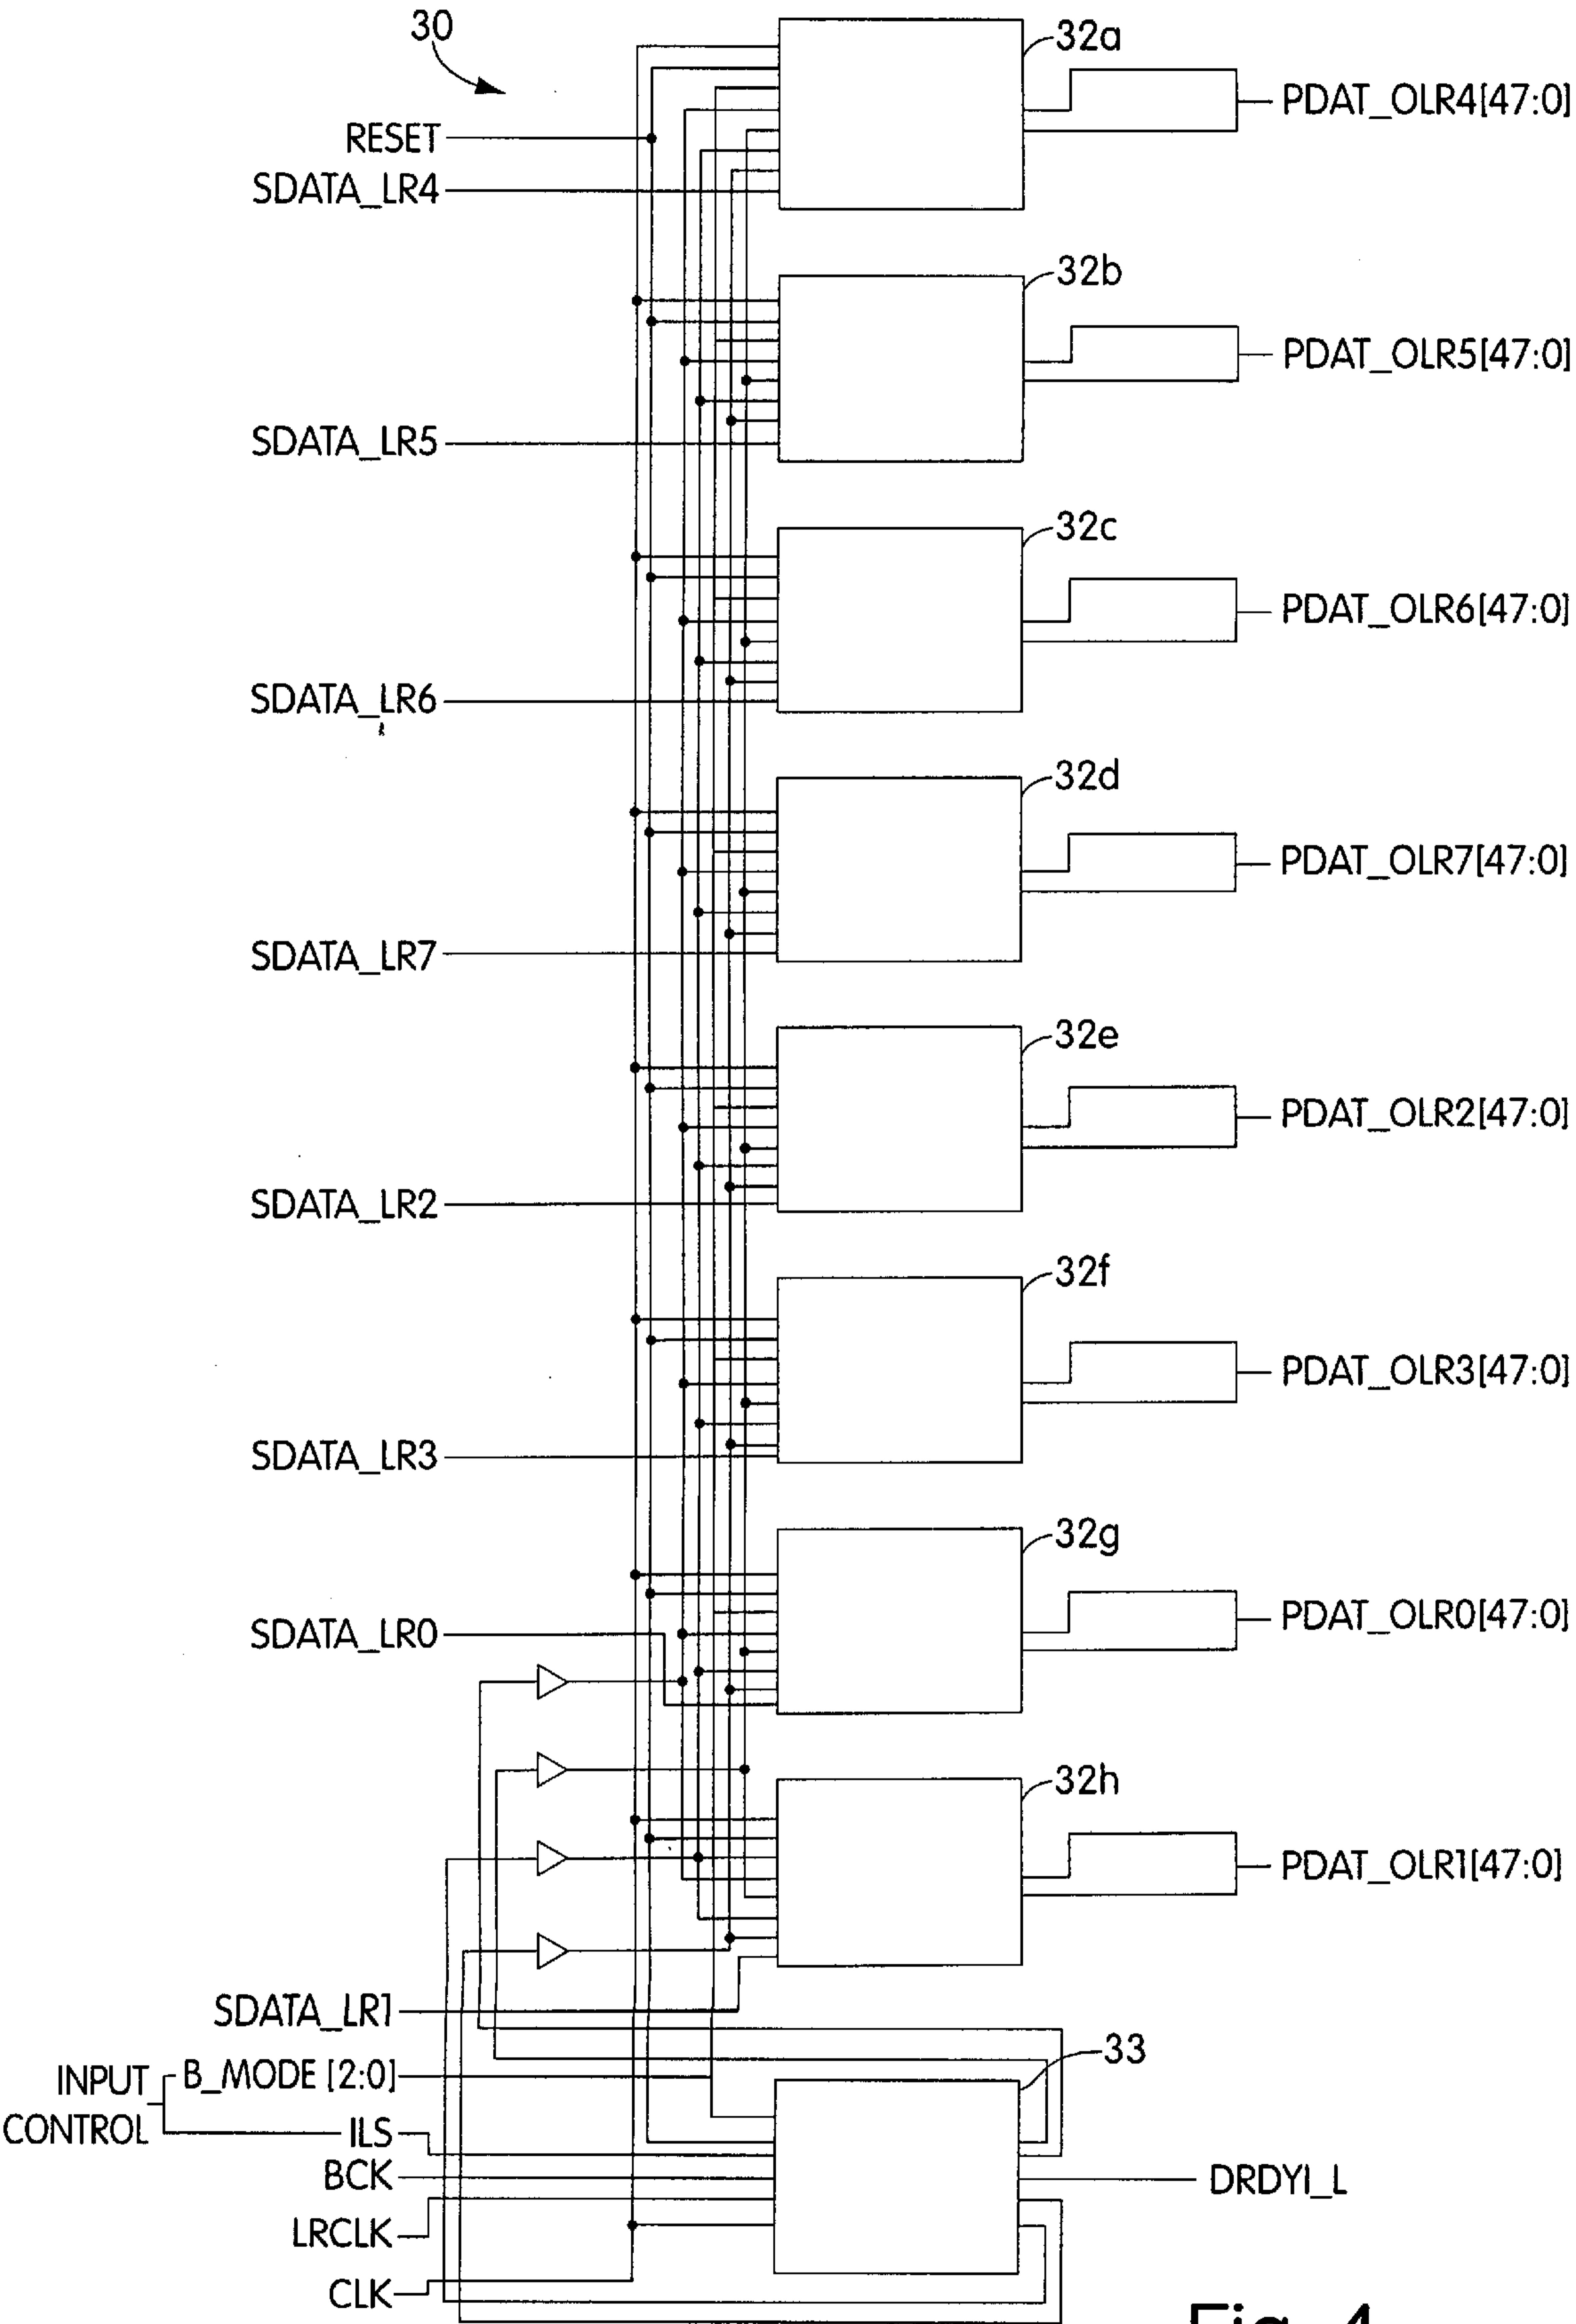 30
32a
PDAT_OLR4[47:0]
RESET
SDATA_LR4
32b
PDAT_OLR5[47:0]
SDATA_LR5
32c
PDAT_OLR6[47:0]
SDATA_LR6
32d
PDAT_OLR7[47:0]
SDATA_LR7
32e
PDAT_OLR2[47:0]
SDATA_LR2
32f
PDAT_OLR3[47:0]
SDATA_LR3
32g
PDAT_OLR0[47:0]
SDATA_LR0
32h
PDAT_OLR1[47:0]
SDATA_LR1
33
INPUT CONTROL
B_MODE [2:0]
ILS
BCK
DRDYI_L
LRCLK
CLK